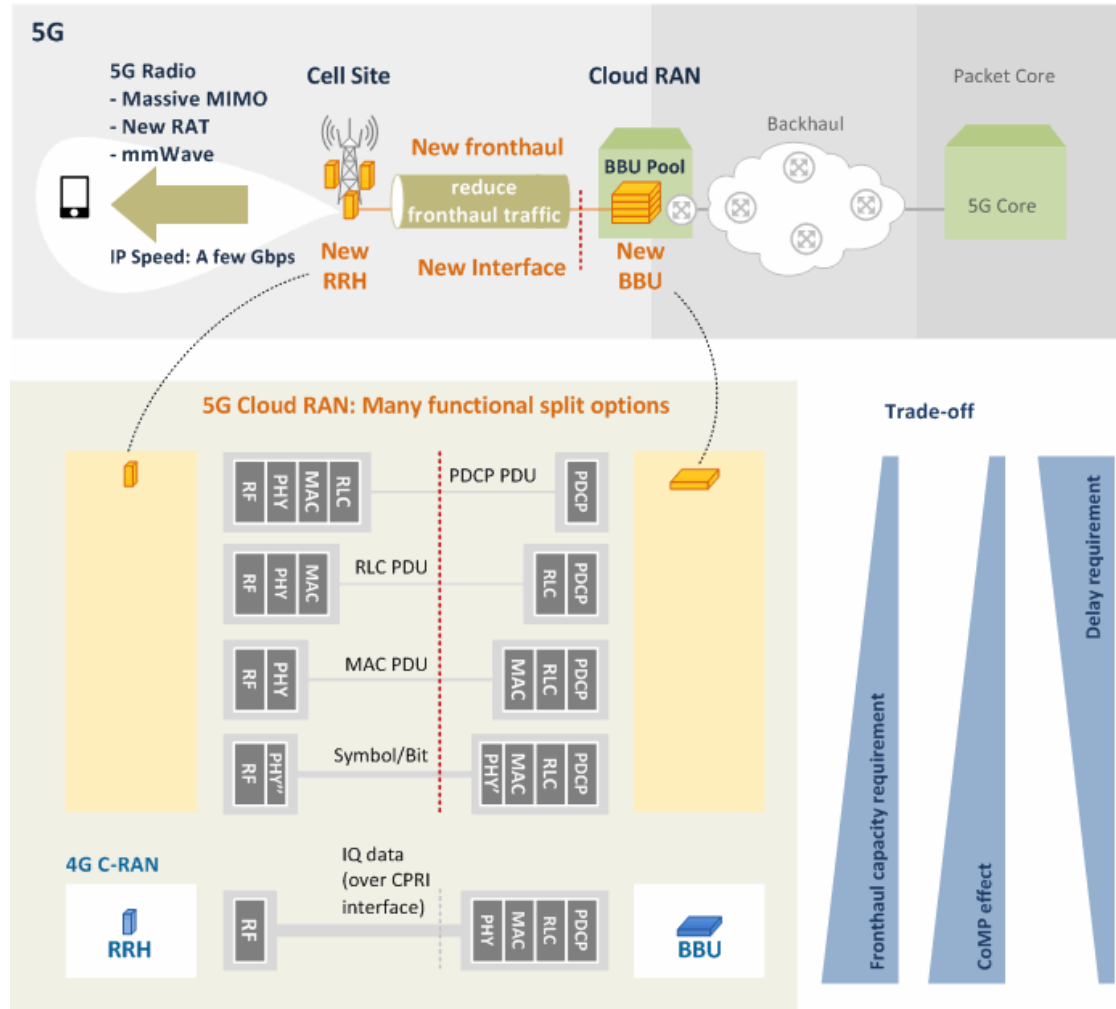 5G
5G Radio
- Massive MIMO
- New RAT
- mmWave
IP Speed: A few Gbps
Cell Site
New fronthaul
reduce
fronthaul traffic
New
RRH
New Interface
Cloud RAN
BBU Pool
New
BBU
Backhaul
Packet Core
5G Core
5G Cloud RAN: Many functional split options
RF PHY MAC RLC
PDCP PDU
PDCP
RF PHY MAC
RLC PDU
RLC PDCP
RF PHY
MAC PDU
MAC RLC PDCP
RF PHY''
Symbol/Bit
PHY' MAC RLC PDCP
4G C-RAN
RRH
RF
IQ data
(over CPRI
interface)
PHY MAC RLC PDCP
BBU
Trade-off
Fronthaul capacity requirement
CoMP effect
Delay requirement